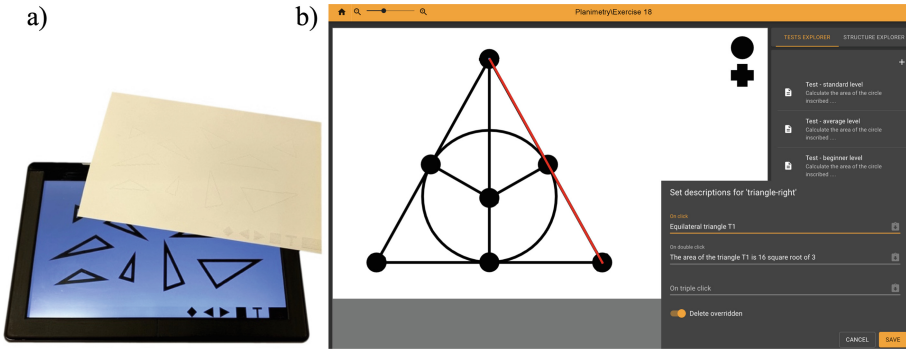 a)
b)
Planimetry\Exercise 18
TESTS EXPLORER
STRUCTURE EXPLORER
+
Test - standard level
Calculate the area of the circle
inscribed ....
Test - average level
Calculate the area of the circle
inscribed ....
Test - beginner level
Calculate the area of the circle
inscribed ....
Set descriptions for 'triangle-right'
On click
Equilateral triangle T1
On double click
The area of the triangle T1 is 16 square root of 3
On triple click
Delete overridden
CANCEL
SAVE
T